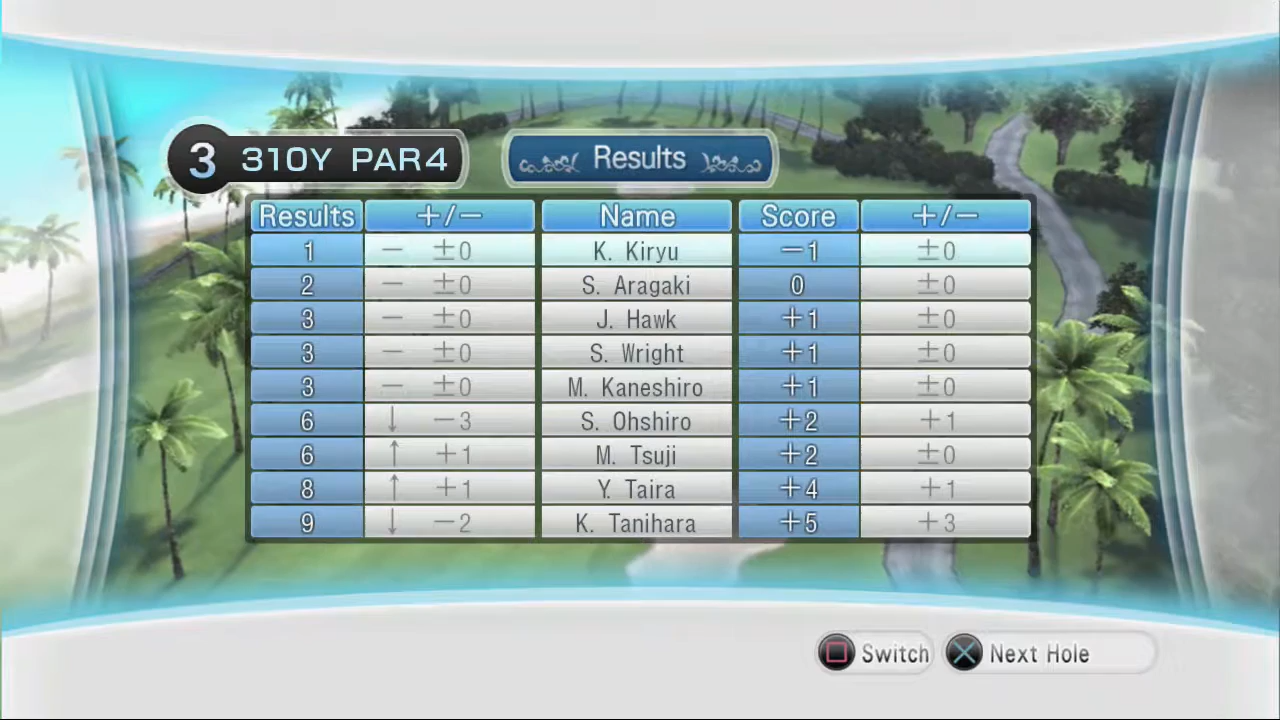 3 310Y PAR4 Results
Results +/− Name Score +/−
1 − ±0 K. Kiryu −1 ±0
2 − ±0 S. Aragaki 0 ±0
3 − ±0 J. Hawk +1 ±0
3 − ±0 S. Wright +1 ±0
3 − ±0 M. Kaneshiro +1 ±0
6 ↓ −3 S. Ohshiro +2 +1
6 ↑ +1 M. Tsuji +2 ±0
8 ↑ +1 Y. Taira +4 +1
9 ↓ −2 K. Tanihara +5 +3
Switch Next Hole